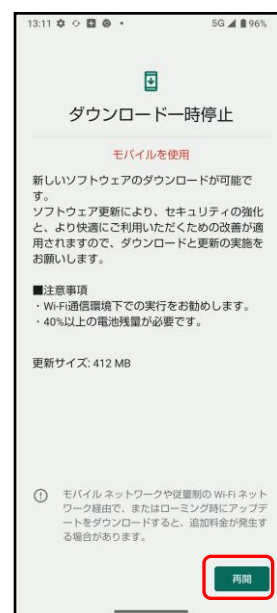 13:11 5G 96%
ダウンロード一時停止
モバイルを使用
新しいソフトウェアのダウンロードが可能で
す。
ソフトウェア更新により、セキュリティの強化
と、より快適にご利用いただくための改善が適
用されますので、ダウンロードと更新の実施を
お願いします。
■注意事項
・Wi-Fi通信環境下での実行をお勧めします。
・40%以上の電池残量が必要です。
更新サイズ: 412 MB
モバイル ネットワークや従量制の Wi-Fi ネット
ワーク経由で、またはローミング時にアップデ
ートをダウンロードすると、追加料金が発生す
る場合があります。
再開